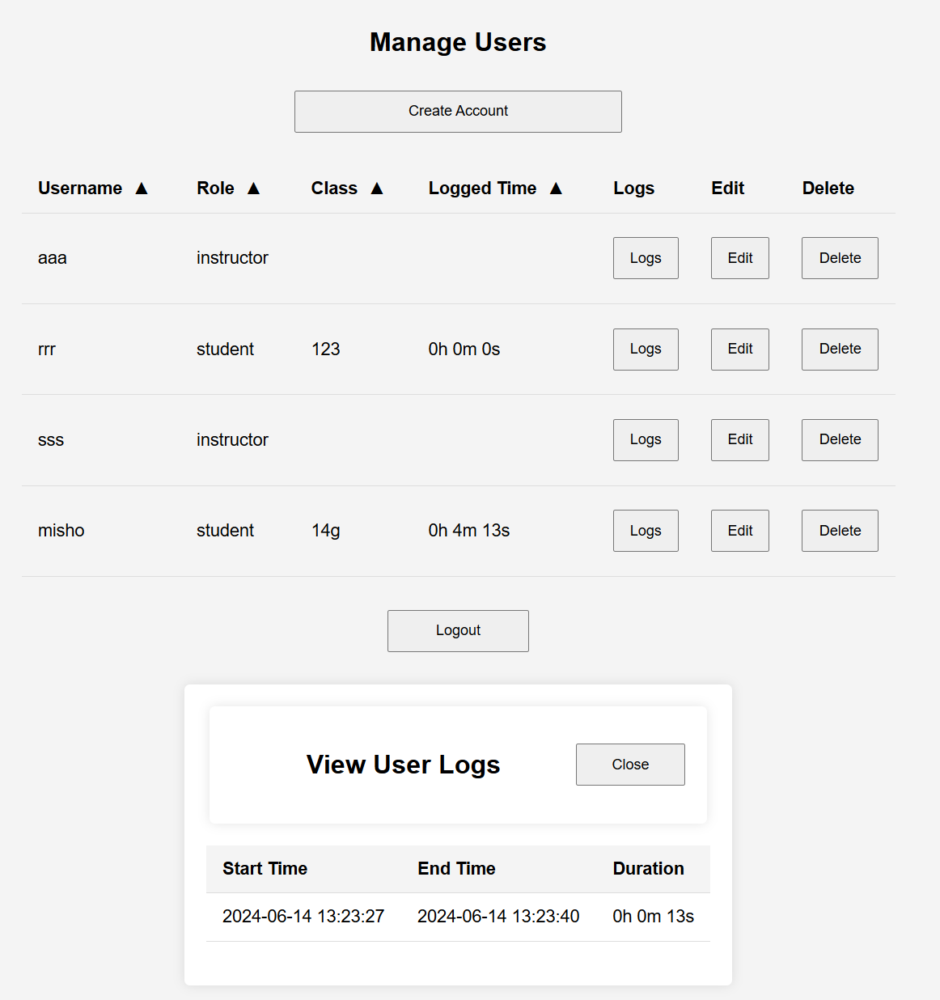 Manage Users
Create Account
Username ▲ Role ▲ Class ▲ Logged Time ▲ Logs Edit Delete
aaa instructor Logs Edit Delete
rrr student 123 0h 0m 0s Logs Edit Delete
sss instructor Logs Edit Delete
misho student 14g 0h 4m 13s Logs Edit Delete
Logout
View User Logs Close
Start Time End Time Duration
2024-06-14 13:23:27 2024-06-14 13:23:40 0h 0m 13s